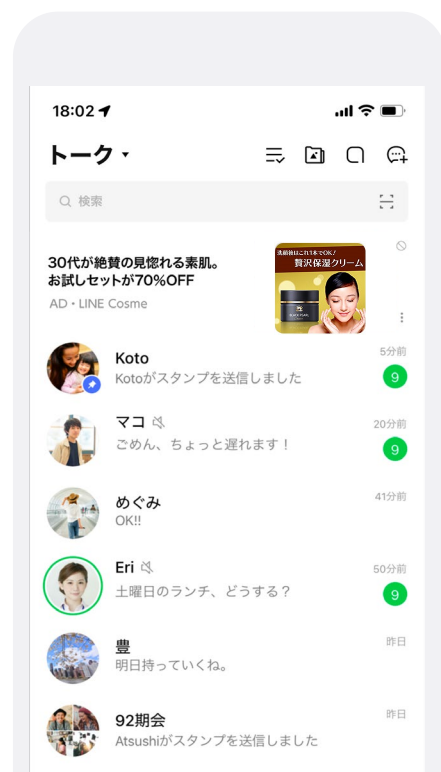 18:02
トーク
検索
30代が絶賛の見惚れる素肌。
お試しセットが70%OFF
AD・LINE Cosme
洗顔後はこれ1本でOK!
贅沢保湿クリーム
BLACK PEARL
Koto
5分前
Kotoがスタンプを送信しました
9
マコ
20分前
ごめん、ちょっと遅れます！
9
めぐみ
41分前
OK!!
Eri
50分前
土曜日のランチ、どうする？
9
豊
昨日
明日持っていくね。
92期会
昨日
Atsushiがスタンプを送信しました